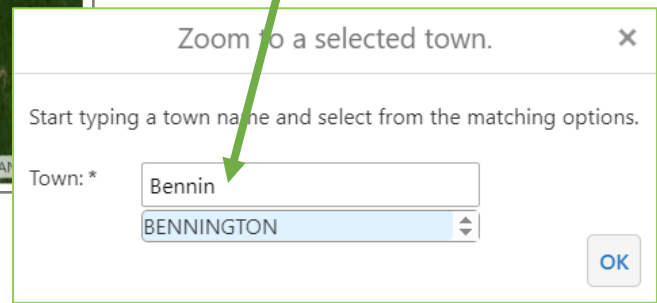 Zoom to a selected town. ×
Start typing a town name and select from the matching options.
Town: * Bennin
BENNINGTON
OK